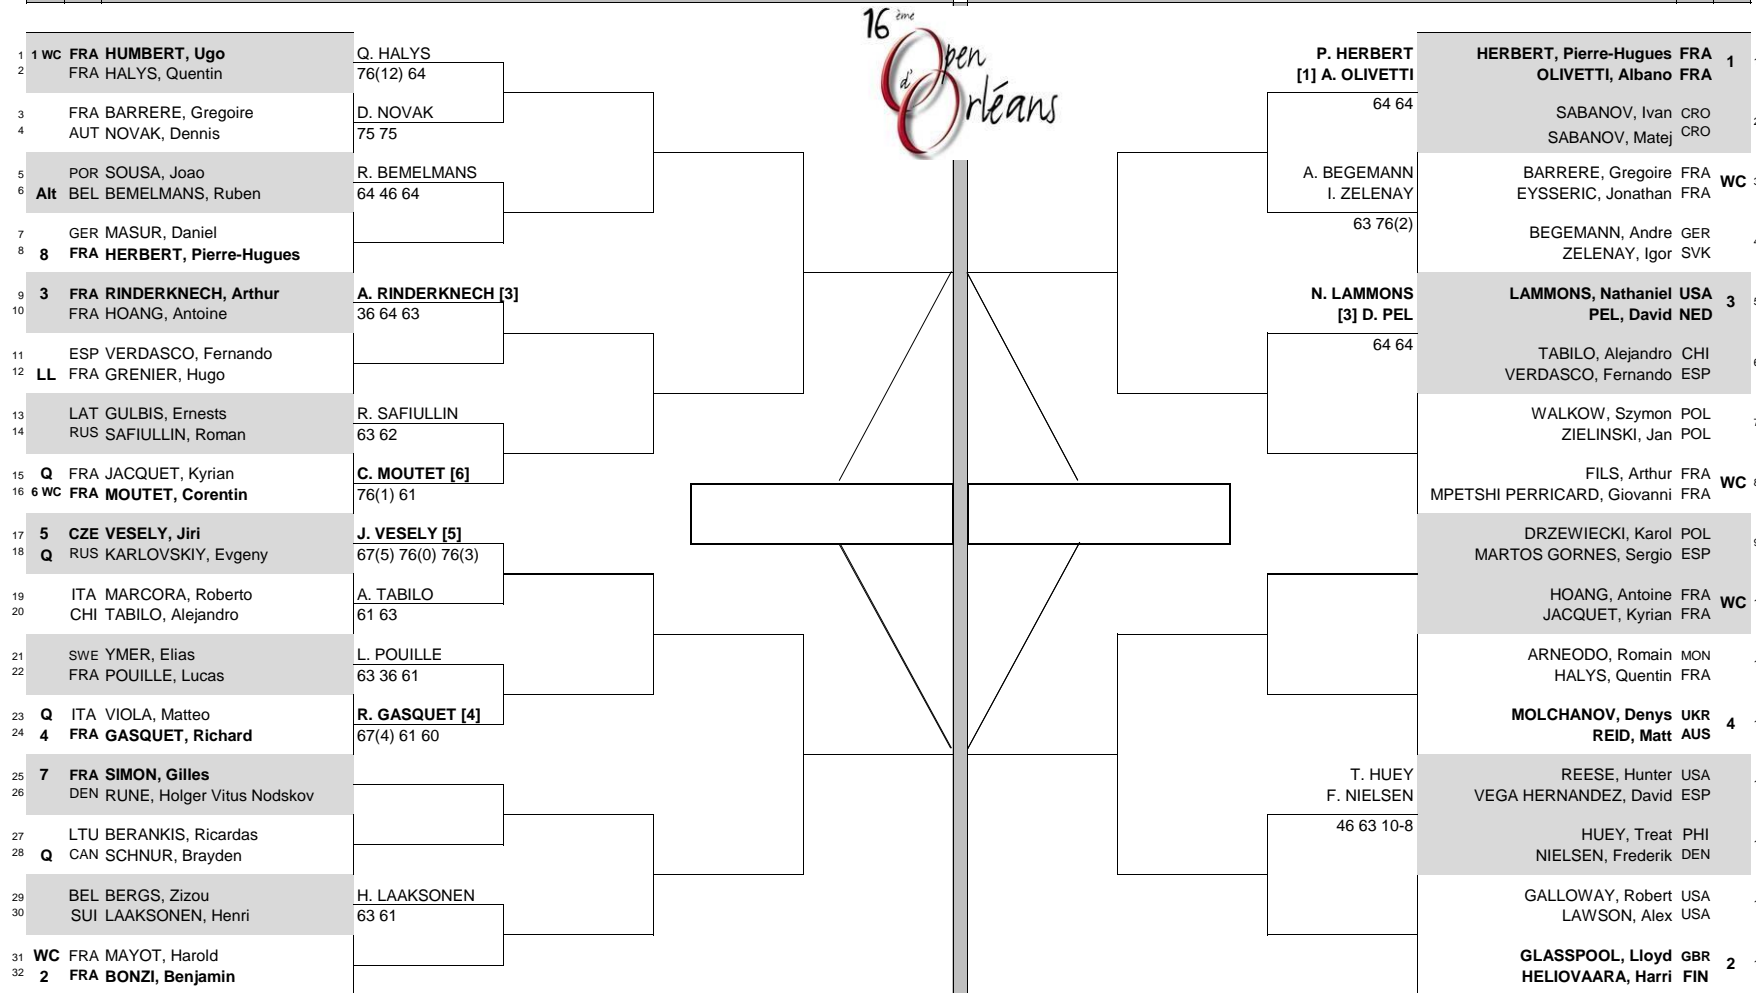 16 ème
Open
d'
Orléans
1 1 WC FRA HUMBERT, Ugo
2 FRA HALYS, Quentin
Q. HALYS
76(12) 64
3 FRA BARRERE, Gregoire
4 AUT NOVAK, Dennis
D. NOVAK
75 75
5 POR SOUSA, Joao
6 Alt BEL BEMELMANS, Ruben
R. BEMELMANS
64 46 64
7 GER MASUR, Daniel
8 8 FRA HERBERT, Pierre-Hugues
9 3 FRA RINDERKNECH, Arthur
10 FRA HOANG, Antoine
A. RINDERKNECH [3]
36 64 63
11 ESP VERDASCO, Fernando
12 LL FRA GRENIER, Hugo
13 LAT GULBIS, Ernests
14 RUS SAFIULLIN, Roman
R. SAFIULLIN
63 62
15 Q FRA JACQUET, Kyrian
16 6 WC FRA MOUTET, Corentin
C. MOUTET [6]
76(1) 61
17 5 CZE VESELY, Jiri
18 Q RUS KARLOVSKIY, Evgeny
J. VESELY [5]
67(5) 76(0) 76(3)
19 ITA MARCORA, Roberto
20 CHI TABILO, Alejandro
A. TABILO
61 63
21 SWE YMER, Elias
22 FRA POUILLE, Lucas
L. POUILLE
63 36 61
23 Q ITA VIOLA, Matteo
24 4 FRA GASQUET, Richard
R. GASQUET [4]
67(4) 61 60
25 7 FRA SIMON, Gilles
26 DEN RUNE, Holger Vitus Nodskov
27 LTU BERANKIS, Ricardas
28 Q CAN SCHNUR, Brayden
29 BEL BERGS, Zizou
30 SUI LAAKSONEN, Henri
H. LAAKSONEN
63 61
31 WC FRA MAYOT, Harold
32 2 FRA BONZI, Benjamin
P. HERBERT
[1] A. OLIVETTI
64 64
HERBERT, Pierre-Hugues FRA 1
OLIVETTI, Albano FRA
SABANOV, Ivan CRO
SABANOV, Matej CRO
A. BEGEMANN
I. ZELENAY
63 76(2)
BARRERE, Gregoire FRA WC
EYSSERIC, Jonathan FRA
BEGEMANN, Andre GER
ZELENAY, Igor SVK
N. LAMMONS
[3] D. PEL
64 64
LAMMONS, Nathaniel USA 3
PEL, David NED
TABILO, Alejandro CHI
VERDASCO, Fernando ESP
WALKOW, Szymon POL
ZIELINSKI, Jan POL
FILS, Arthur FRA WC
MPETSHI PERRICARD, Giovanni FRA
DRZEWIECKI, Karol POL
MARTOS GORNES, Sergio ESP
HOANG, Antoine FRA WC
JACQUET, Kyrian FRA
ARNEODO, Romain MON
HALYS, Quentin FRA
MOLCHANOV, Denys UKR 4
REID, Matt AUS
T. HUEY
F. NIELSEN
46 63 10-8
REESE, Hunter USA
VEGA HERNANDEZ, David ESP
HUEY, Treat PHI
NIELSEN, Frederik DEN
GALLOWAY, Robert USA
LAWSON, Alex USA
GLASSPOOL, Lloyd GBR 2
HELIOVAARA, Harri FIN